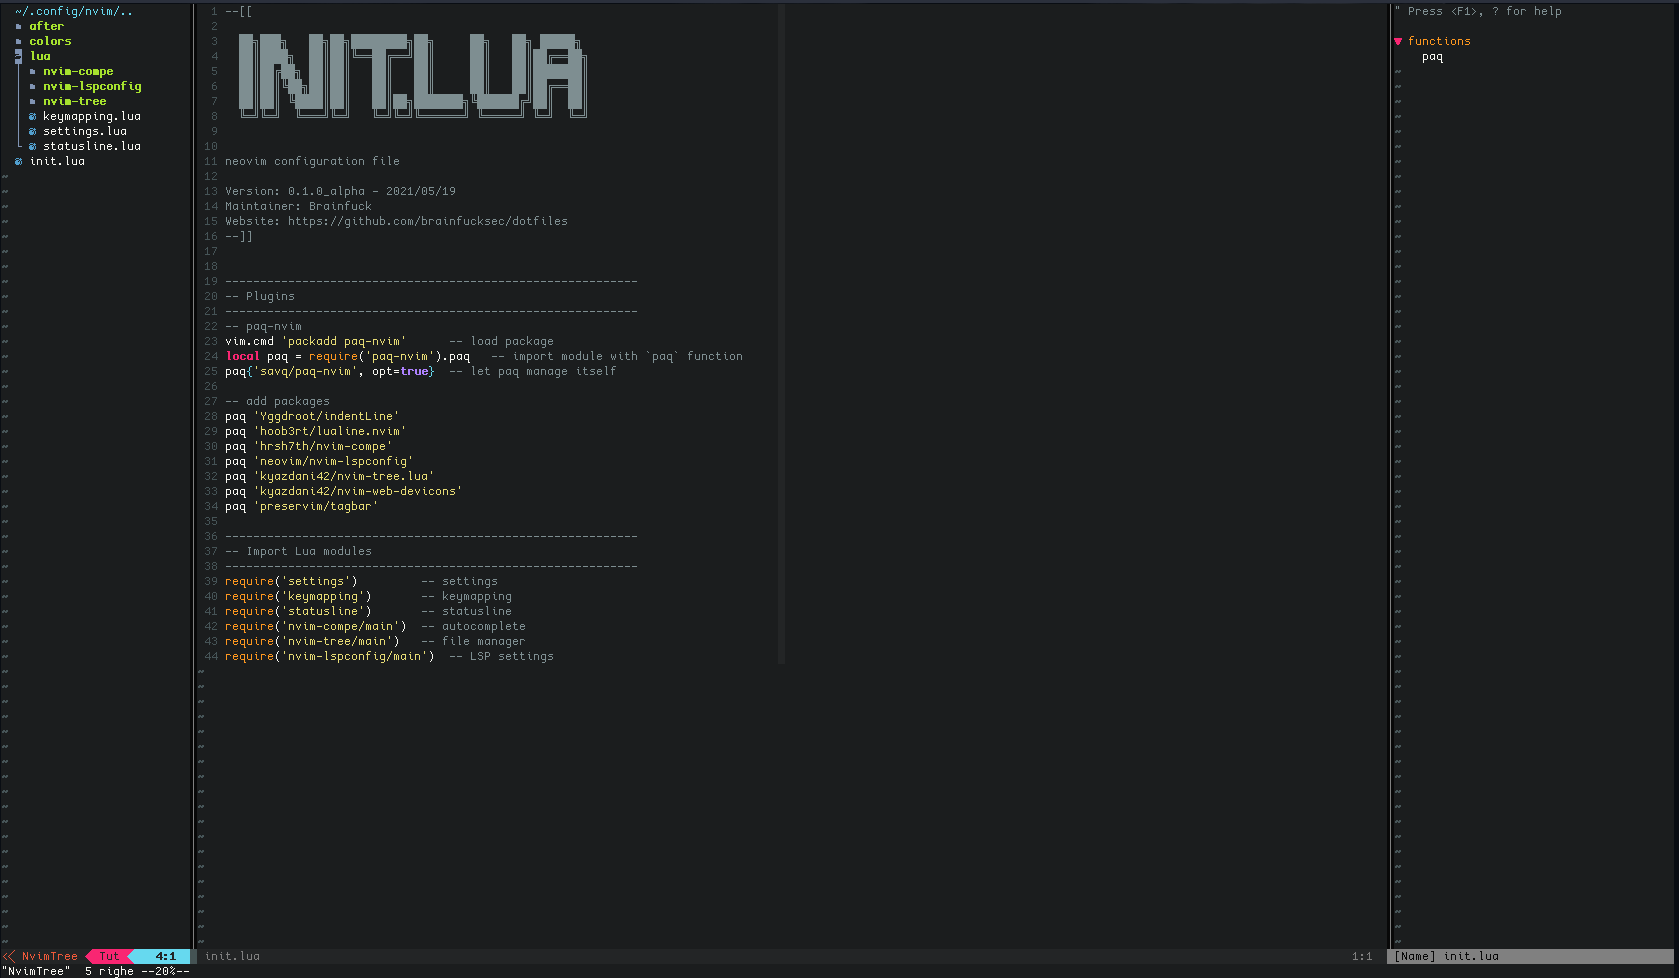 ~/.config/nvim/..
after
colors
lua
nvim-compe
nvim-lspconfig
nvim-tree
keymapping.lua
settings.lua
statusline.lua
init.lua
1 --[[
2
3
4
5
6
7
8
INIT.LUA
9
10
11 neovim configuration file
12
13 Version: 0.1.0_alpha - 2021/05/19
14 Maintainer: Brainfuck
15 Website: https://github.com/brainfucksec/dotfiles
16 --]]
17
18
19 -----------------------------------------------------------
20 -- Plugins
21 -----------------------------------------------------------
22 -- paq-nvim
23 vim.cmd 'packadd paq-nvim'      -- load package
24 local paq = require('paq-nvim').paq   -- import module with `paq` function
25 paq{'savq/paq-nvim', opt=true}  -- let paq manage itself
26
27 -- add packages
28 paq 'Yggdroot/indentLine'
29 paq 'hoob3rt/lualine.nvim'
30 paq 'hrsh7th/nvim-compe'
31 paq 'neovim/nvim-lspconfig'
32 paq 'kyazdani42/nvim-tree.lua'
33 paq 'kyazdani42/nvim-web-devicons'
34 paq 'preservim/tagbar'
35
36 -----------------------------------------------------------
37 -- Import Lua modules
38 -----------------------------------------------------------
39 require('settings')         -- settings
40 require('keymapping')       -- keymapping
41 require('statusline')       -- statusline
42 require('nvim-compe/main')  -- autocomplete
43 require('nvim-tree/main')   -- file manager
44 require('nvim-lspconfig/main')  -- LSP settings
" Press <F1>, ? for help
▼ functions
paq
NvimTree Tut 4:1
init.lua 1:1
[Name] init.lua
"NvimTree" 5 righe --20%--